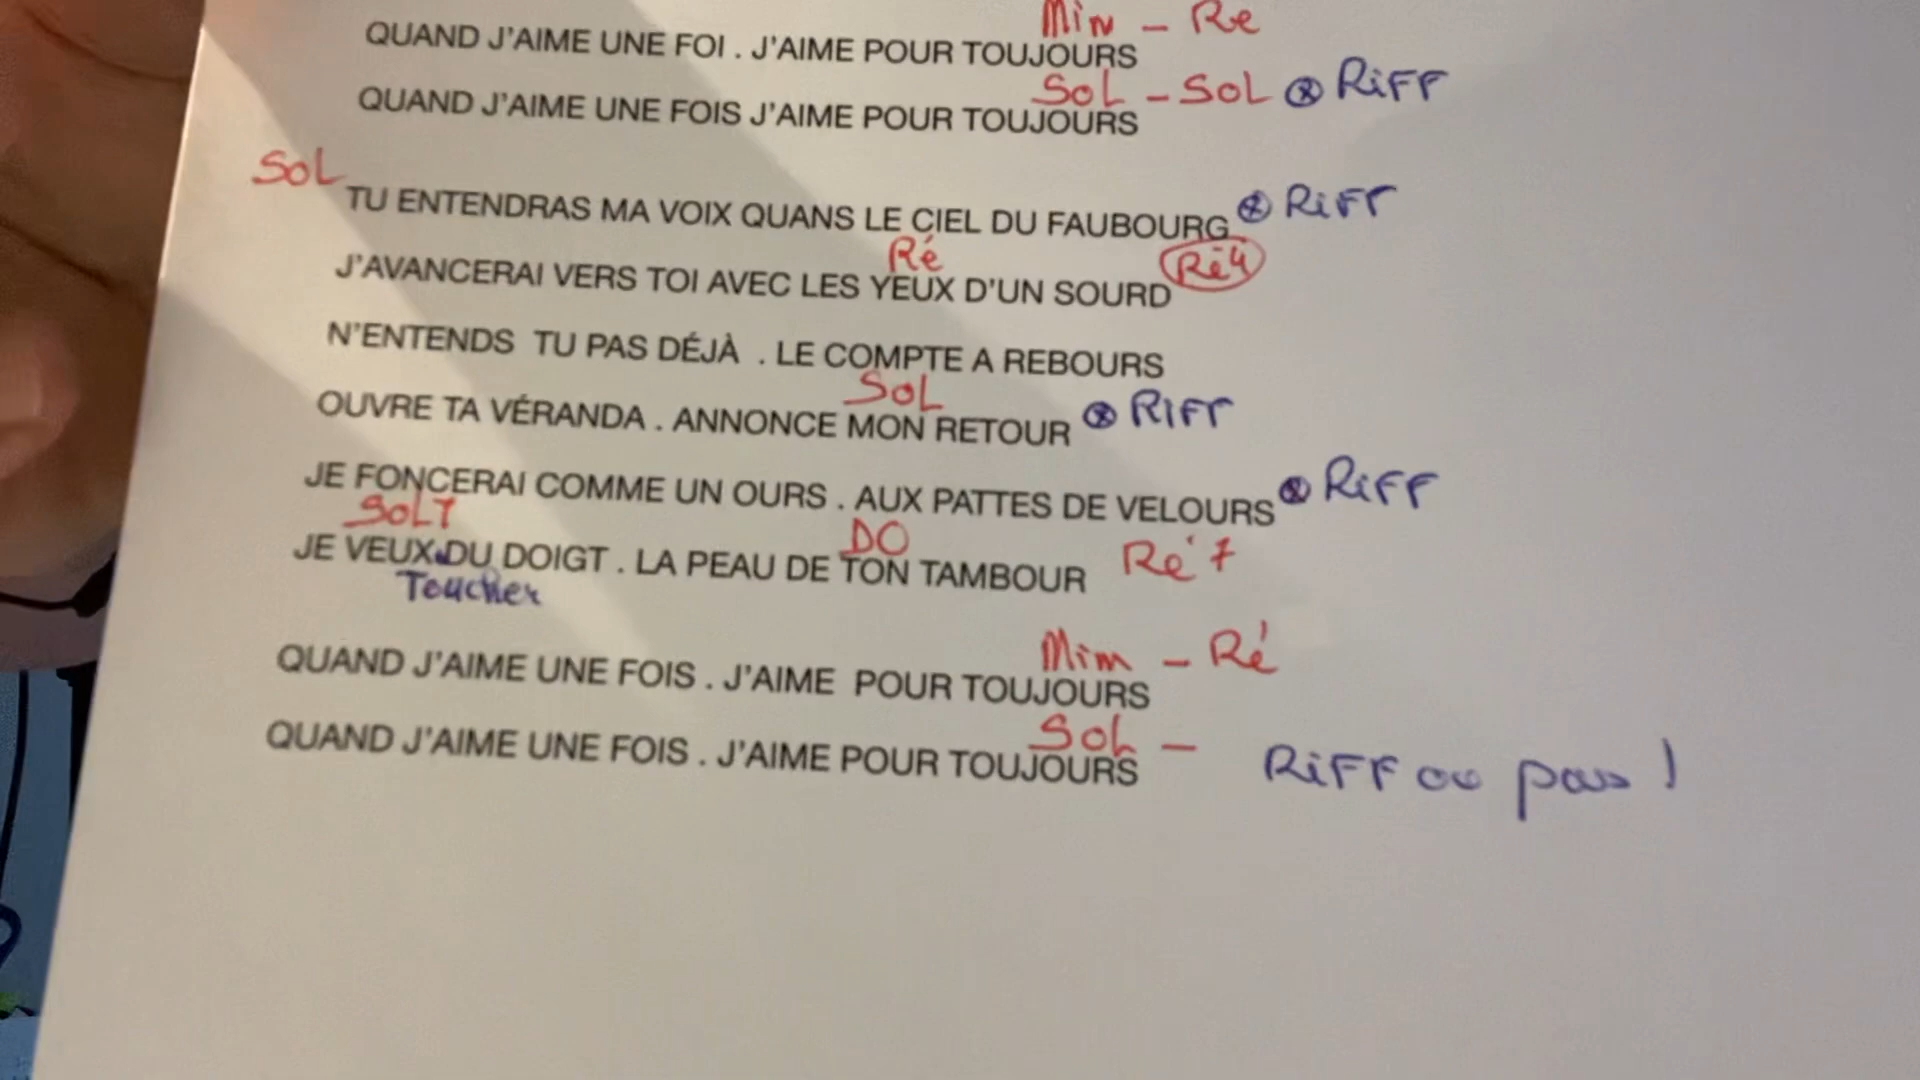 Min - Re
QUAND J'AIME UNE FOI . J'AIME POUR TOUJOURS
SOL - SOL ⊗ RiFF
QUAND J'AIME UNE FOIS J'AIME POUR TOUJOURS
SOL
TU ENTENDRAS MA VOIX QUANS LE CIEL DU FAUBOURG ⊗ RiFF
Ré Ré4
J'AVANCERAI VERS TOI AVEC LES YEUX D'UN SOURD
N'ENTENDS TU PAS DÉJÀ . LE COMPTE A REBOURS
SOL
OUVRE TA VÉRANDA . ANNONCE MON RETOUR ⊗ RIFF
JE FONCERAI COMME UN OURS . AUX PATTES DE VELOURS ⊗ RiFF
SOL7 DO Ré7
JE VEUX DU DOIGT . LA PEAU DE TON TAMBOUR
Toucher
Mim - Ré
QUAND J'AIME UNE FOIS . J'AIME POUR TOUJOURS
SOL -
QUAND J'AIME UNE FOIS . J'AIME POUR TOUJOURS
RiFF ou pas !